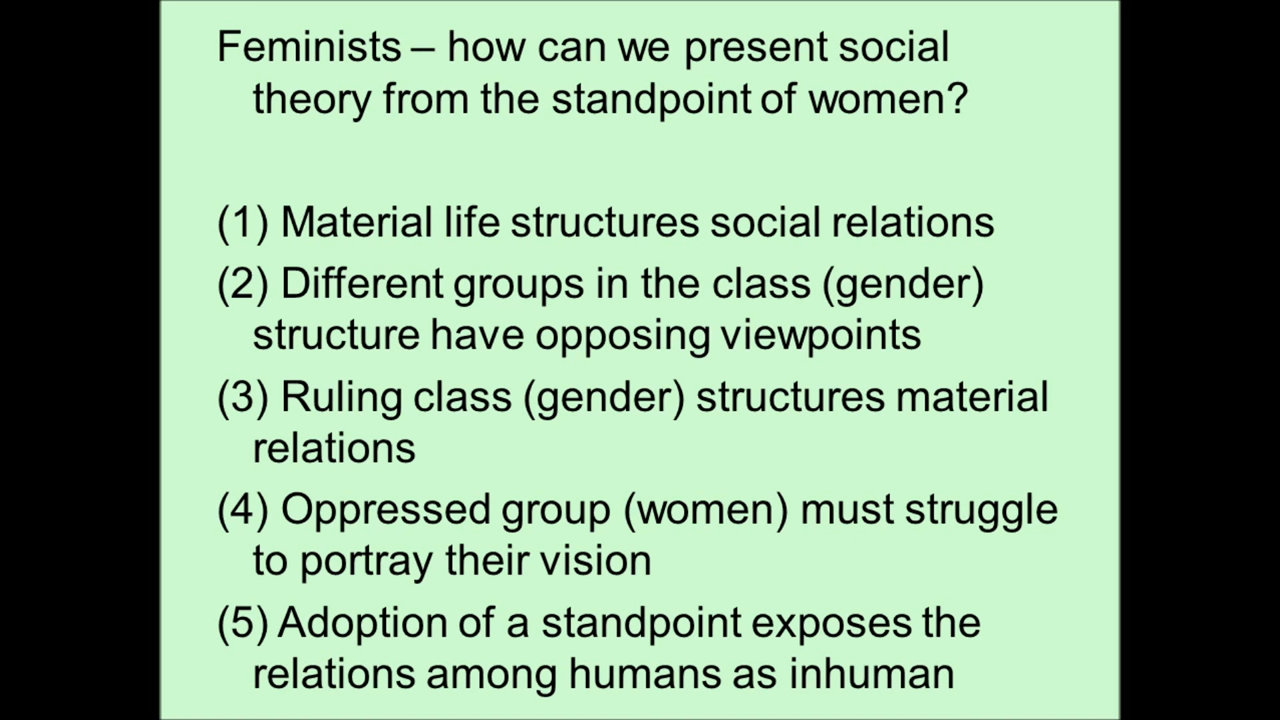 Feminists – how can we present social
theory from the standpoint of women?
(1) Material life structures social relations
(2) Different groups in the class (gender)
structure have opposing viewpoints
(3) Ruling class (gender) structures material
relations
(4) Oppressed group (women) must struggle
to portray their vision
(5) Adoption of a standpoint exposes the
relations among humans as inhuman